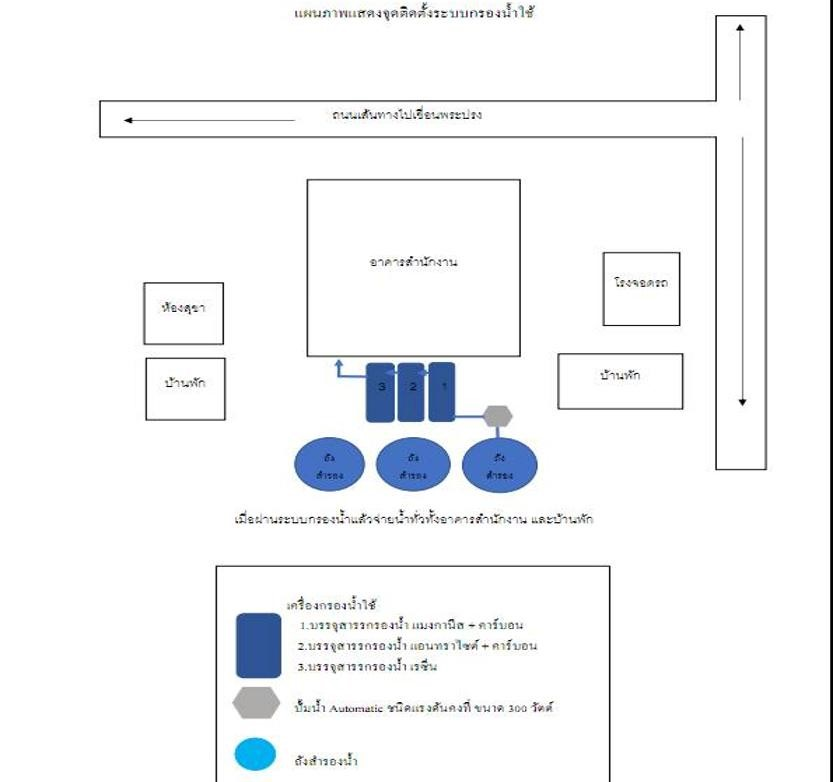 แผนภาพแสดงจุดติดตั้งระบบกรองน้ำใช้
ถนนเส้นทางไปเขื่อนพระปรง
อาคารสำนักงาน
โรงจอดรถ
ห้องสุขา
บ้านพัก
บ้านพัก
3 2 1
ถัง
สำรอง
ถัง
สำรอง
ถัง
สำรอง
เมื่อผ่านระบบกรองน้ำแล้วจ่ายน้ำทั่วทั้งอาคารสำนักงาน และบ้านพัก
เครื่องกรองน้ำใช้
1.บรรจุสารรกรองน้ำ แมงกานีส + คาร์บอน
2.บรรจุสารรกรองน้ำ แอนทราไซต์ + คาร์บอน
3.บรรจุสารรกรองน้ำ เรซิ่น
ปั๊มน้ำ Automatic ชนิดแรงดันคงที่ ขนาด 300 วัตต์
ถังสำรองน้ำ